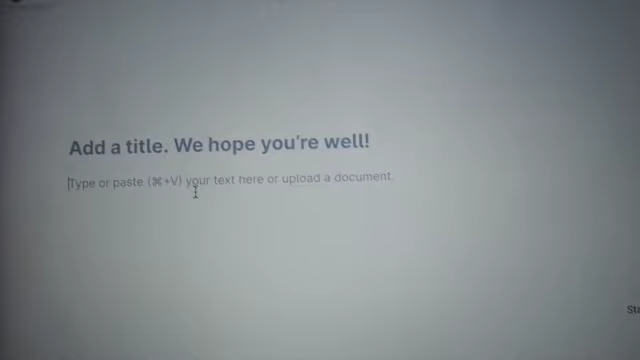 Add a title. We hope you're well!
Type or paste (⌘+V) your text here or upload a document.